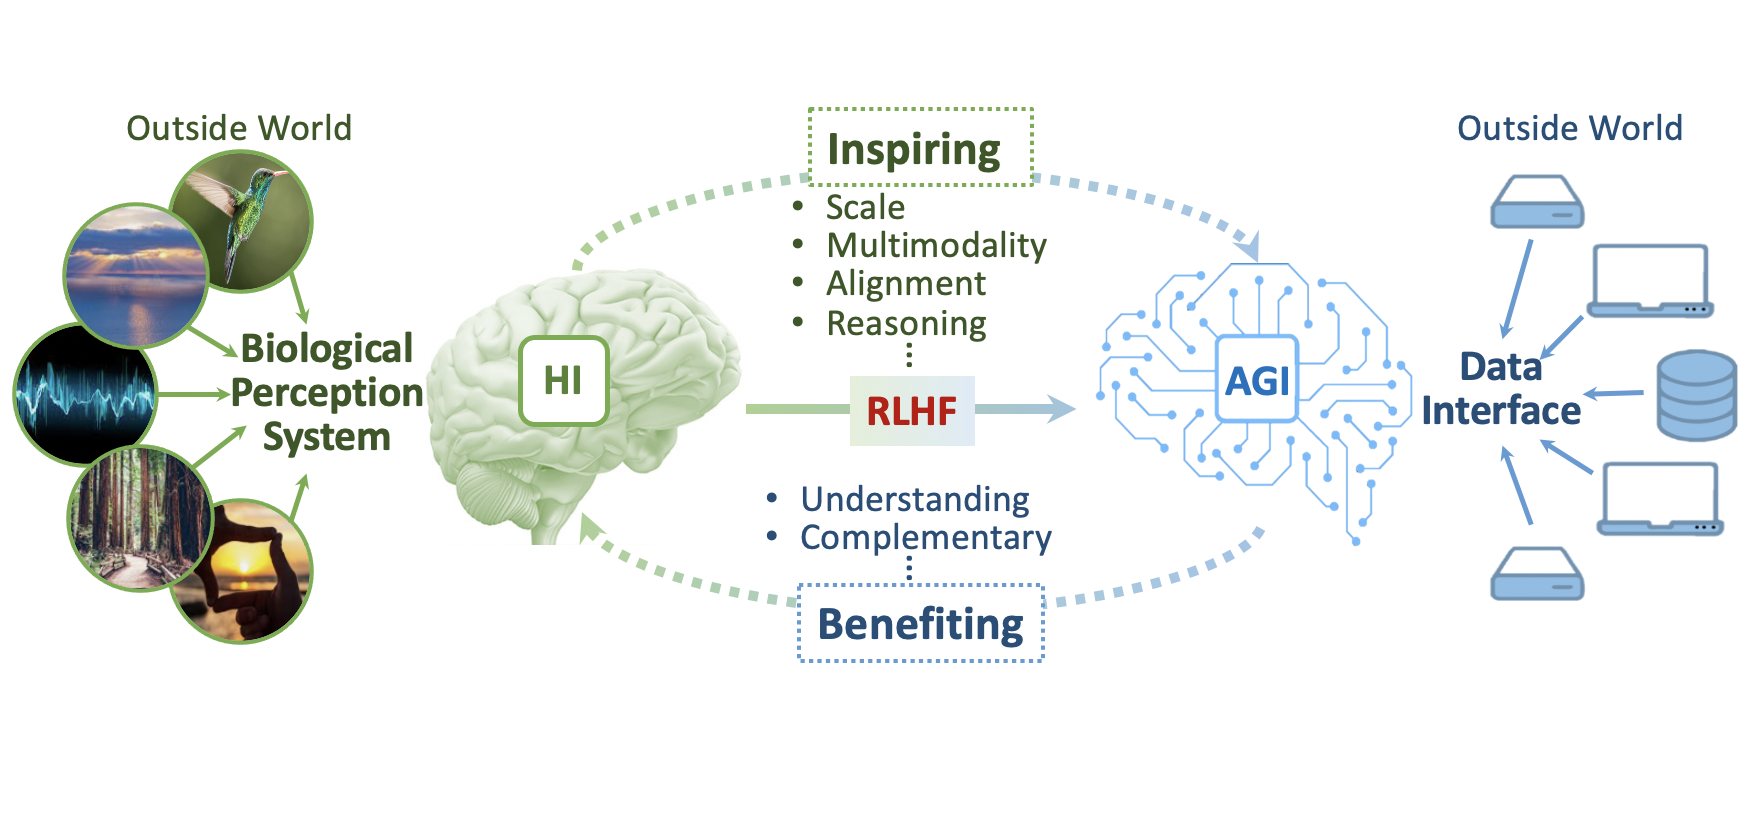 Outside World
Biological
Perception
System
HI
Inspiring
• Scale
• Multimodality
• Alignment
• Reasoning
RLHF
• Understanding
• Complementary
Benefiting
AGI
Outside World
Data
Interface